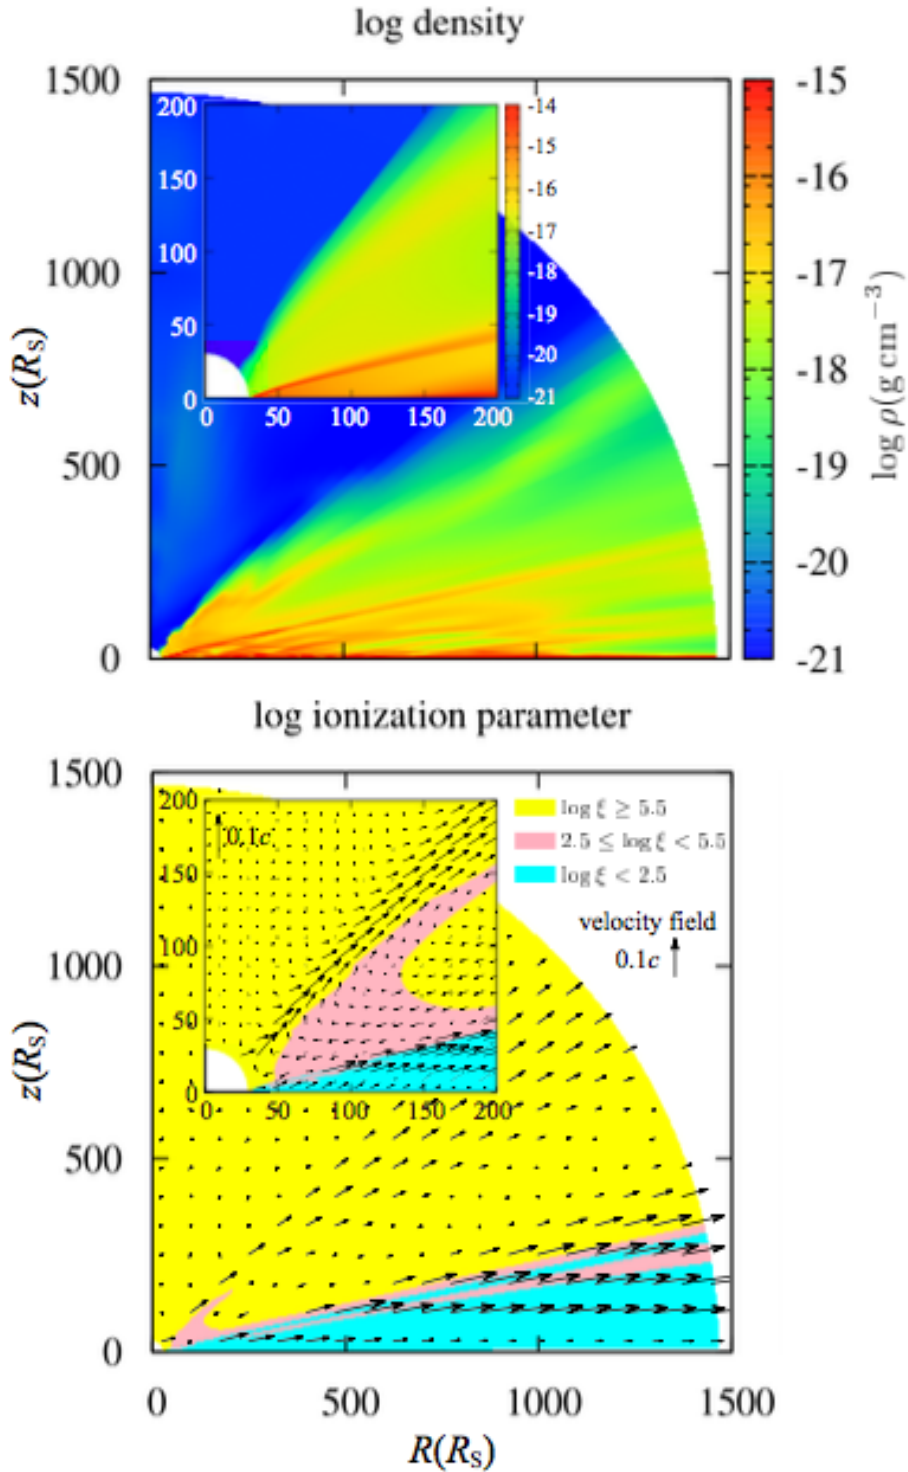 log density
1500
1000
500
0
z(R_S)
200
150
100
50
0
0 50 100 150 200
-14
-15
-16
-17
-18
-19
-20
-21
-15
-16
-17
-18
-19
-20
-21
log ρ(g cm⁻³)
log ionization parameter
1500
1000
500
0
z(R_S)
200
150
100
50
0
0 50 100 150 200
0.1c
log ξ ≥ 5.5
2.5 ≤ log ξ < 5.5
log ξ < 2.5
velocity field
0.1c
0 500 1000 1500
R(R_S)